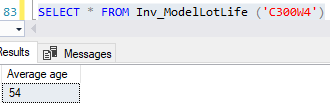 83 SELECT * FROM Inv_ModelLotLife ('C300W4')
Results Messages
Average age
54